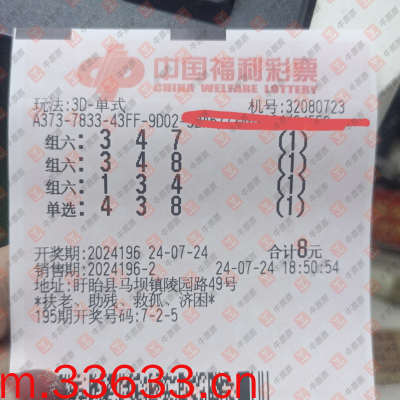 中国福利彩票
CHINA WELFARE LOTTERY
玩法:3D-单式 机号:32080723
A373-7833-43FF-9D02-
组六: 3 4 7 (1)
组六: 3 4 8 (1)
组六: 1 3 4 (1)
单选: 4 3 8 (1)
开奖期:2024196 24-07-24 合计8元
销售期:2024196-2 24-07-24 18:50:54
地址:盱眙县马坝镇陵园路49号
*扶老、助残、救孤、济困*
195期开奖号码:7-2-5
m.33633.cn